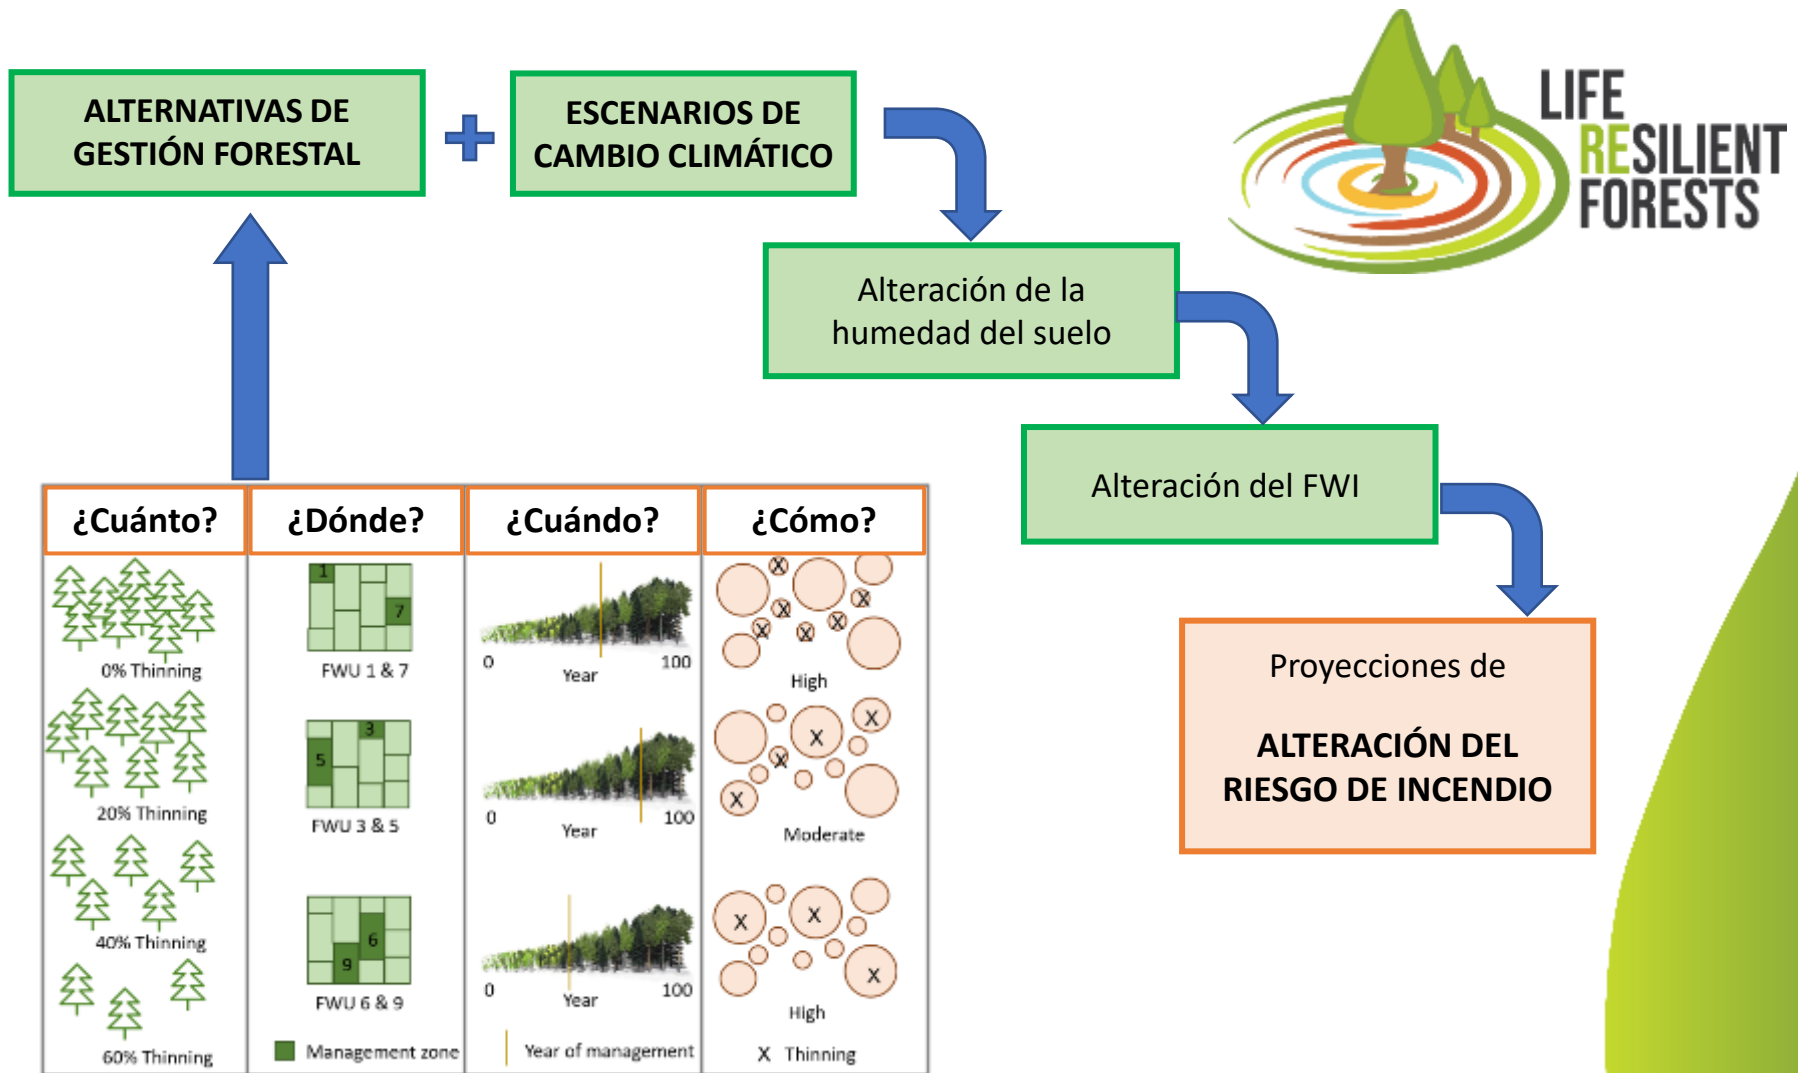 ALTERNATIVAS DE
GESTIÓN FORESTAL
ESCENARIOS DE
CAMBIO CLIMÁTICO
LIFE
RESILIENT
FORESTS
Alteración de la
humedad del suelo
Alteración del FWI
Proyecciones de
ALTERACIÓN DEL
RIESGO DE INCENDIO
¿Cuánto?
0% Thinning
20% Thinning
40% Thinning
60% Thinning
¿Dónde?
1
7
FWU 1 & 7
3
5
FWU 3 & 5
6
9
FWU 6 & 9
Management zone
¿Cuándo?
0 100
Year
0 100
Year
0 100
Year
Year of management
¿Cómo?
X X
X X
X X X
High
X
X
X
X
Moderate
X X
X
High
X Thinning